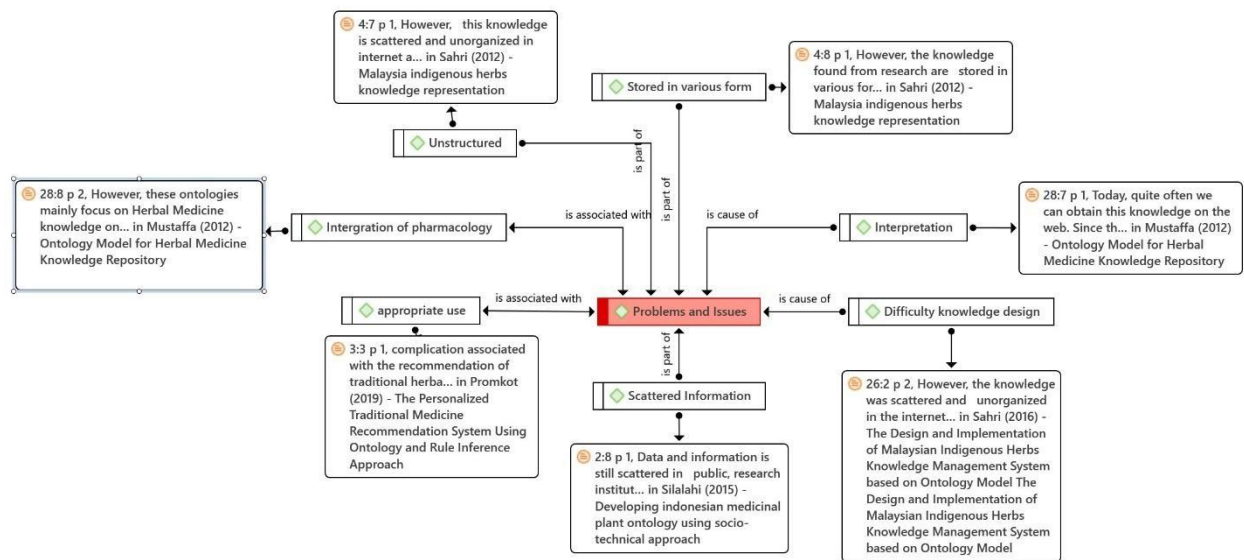 4:7 p 1, However, this knowledge
is scattered and unorganized in
internet a... in Sahri (2012) -
Malaysia indigenous herbs
knowledge representation
Stored in various form
4:8 p 1, However, the knowledge
found from research are stored in
various for... in Sahri (2012) -
Malaysia indigenous herbs
knowledge representation
Unstructured
is part of
is part of
28:8 p 2, However, these ontologies
mainly focus on Herbal Medicine
knowledge on... in Mustaffa (2012) -
Ontology Model for Herbal Medicine
Knowledge Repository
Intergration of pharmacology
is associated with
is cause of
Interpretation
28:7 p 1, Today, quite often we
can obtain this knowledge on the
web. Since th... in Mustaffa (2012)
- Ontology Model for Herbal
Medicine Knowledge Repository
appropriate use
is associated with
Problems and Issues
is cause of
Difficulty knowledge design
3:3 p 1, complication associated
with the recommendation of
traditional herba... in Promkot
(2019) - The Personalized
Traditional Medicine
Recommendation System Using
Ontology and Rule Inference
Approach
is part of
Scattered Information
2:8 p 1, Data and information is
still scattered in public, research
institut... in Silalahi (2015) -
Developing indonesian medicinal
plant ontology using socio-
technical approach
26:2 p 2, However, the knowledge
was scattered and unorganized
in the internet... in Sahri (2016) -
The Design and Implementation
of Malaysian Indigenous Herbs
Knowledge Management System
based on Ontology Model The
Design and Implementation of
Malaysian Indigenous Herbs
Knowledge Management System
based on Ontology Model